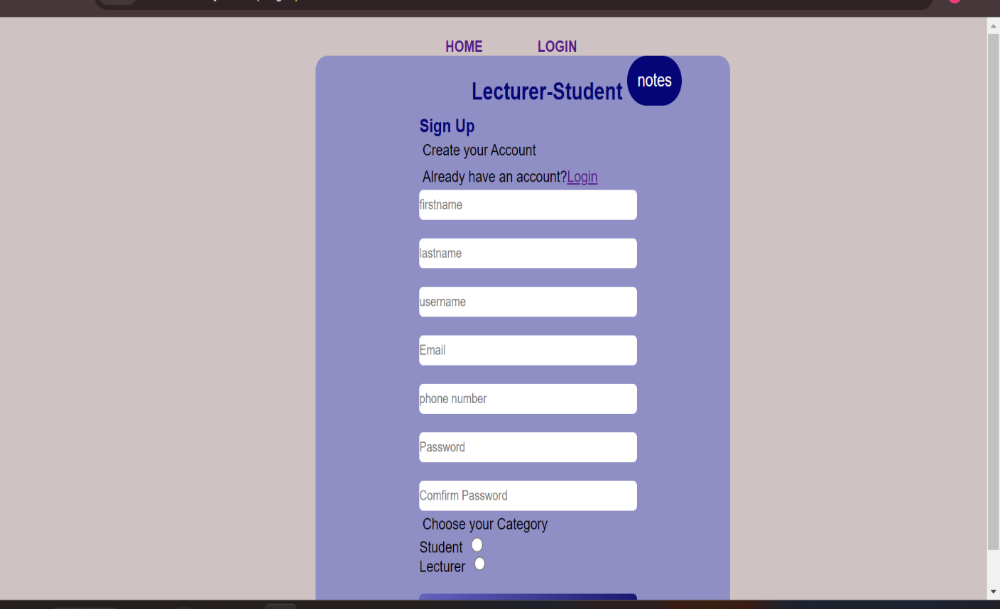 HOME LOGIN
Lecturer-Student notes
Sign Up
Create your Account
Already have an account?Login
firstname
lastname
username
Email
phone number
Password
Comfirm Password
Choose your Category
Student
Lecturer